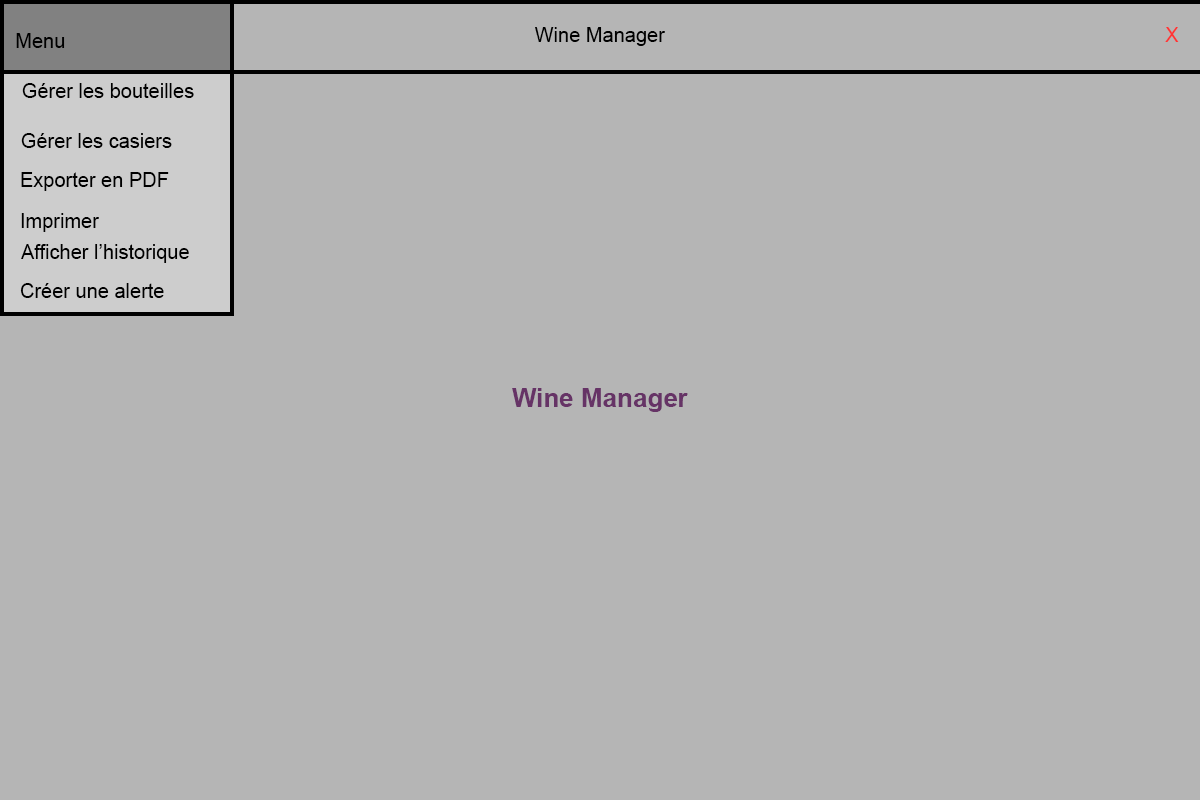 Menu
Wine Manager
X
Gérer les bouteilles
Gérer les casiers
Exporter en PDF
Imprimer
Afficher l’historique
Créer une alerte
Wine Manager